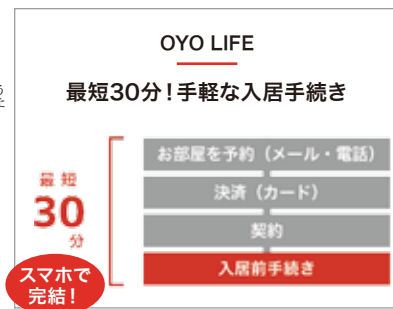 OYO LIFE
最短30分！手軽な入居手続き
お部屋を予約（メール・電話）
決済（カード）
契約
入居前手続き
最短
30
分
スマホで
完結！